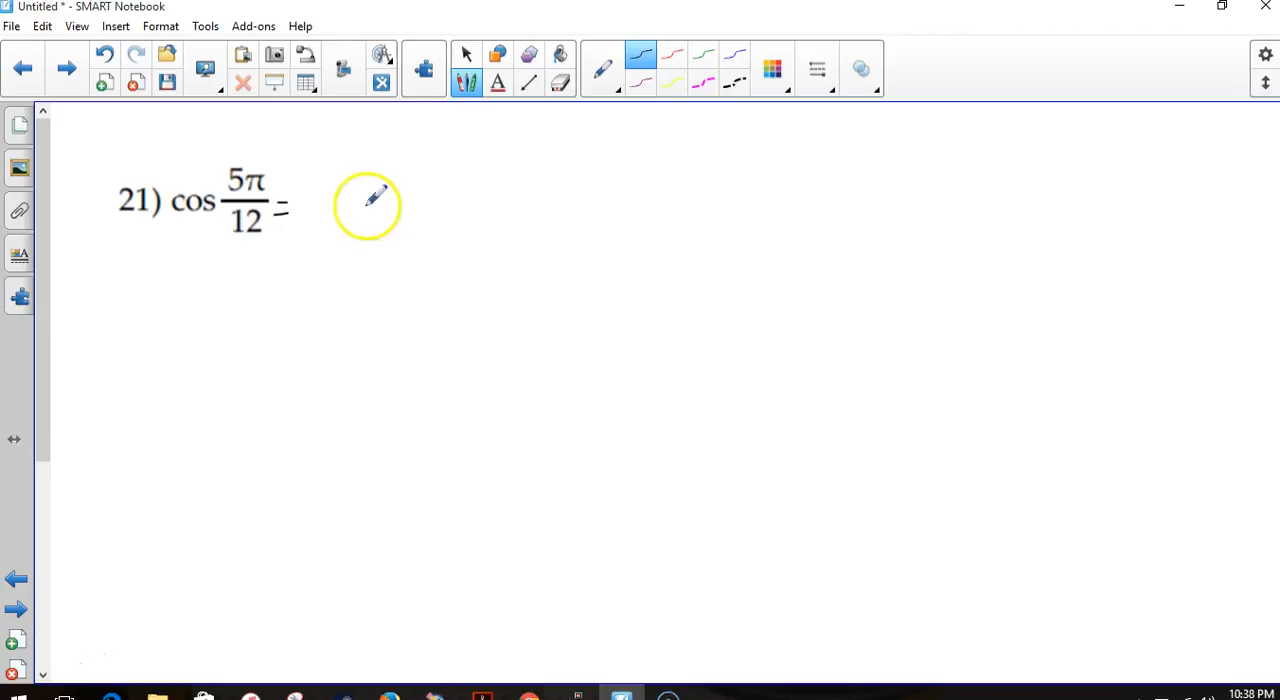 Untitled * - SMART Notebook
File Edit View Insert Format Tools Add-ons Help
21) cos 5π/12 =
10:38 PM